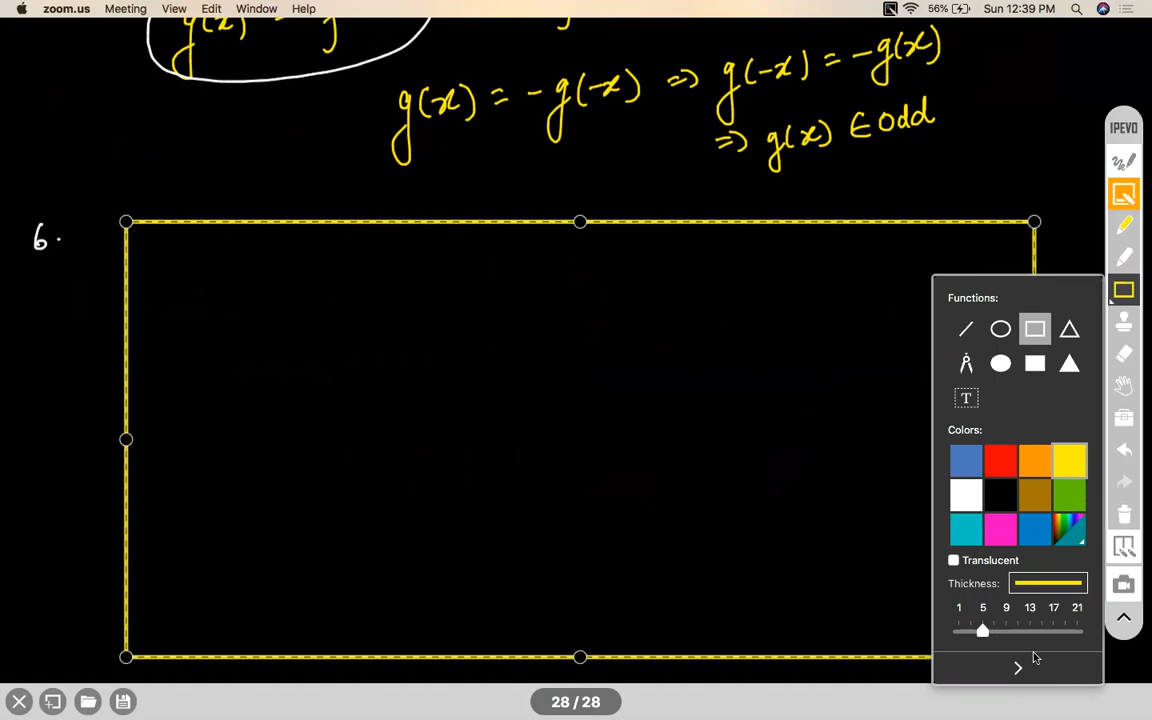 zoom.us Meeting View Edit Window Help 56% Sun 12:39 PM
g(x) = -g(-x) => g(-x) = -g(x)
=> g(x) ∈ odd
IPEVO
6.
Functions:
T
Colors:
Translucent
Thickness:
1 5 9 13 17 21
28 / 28